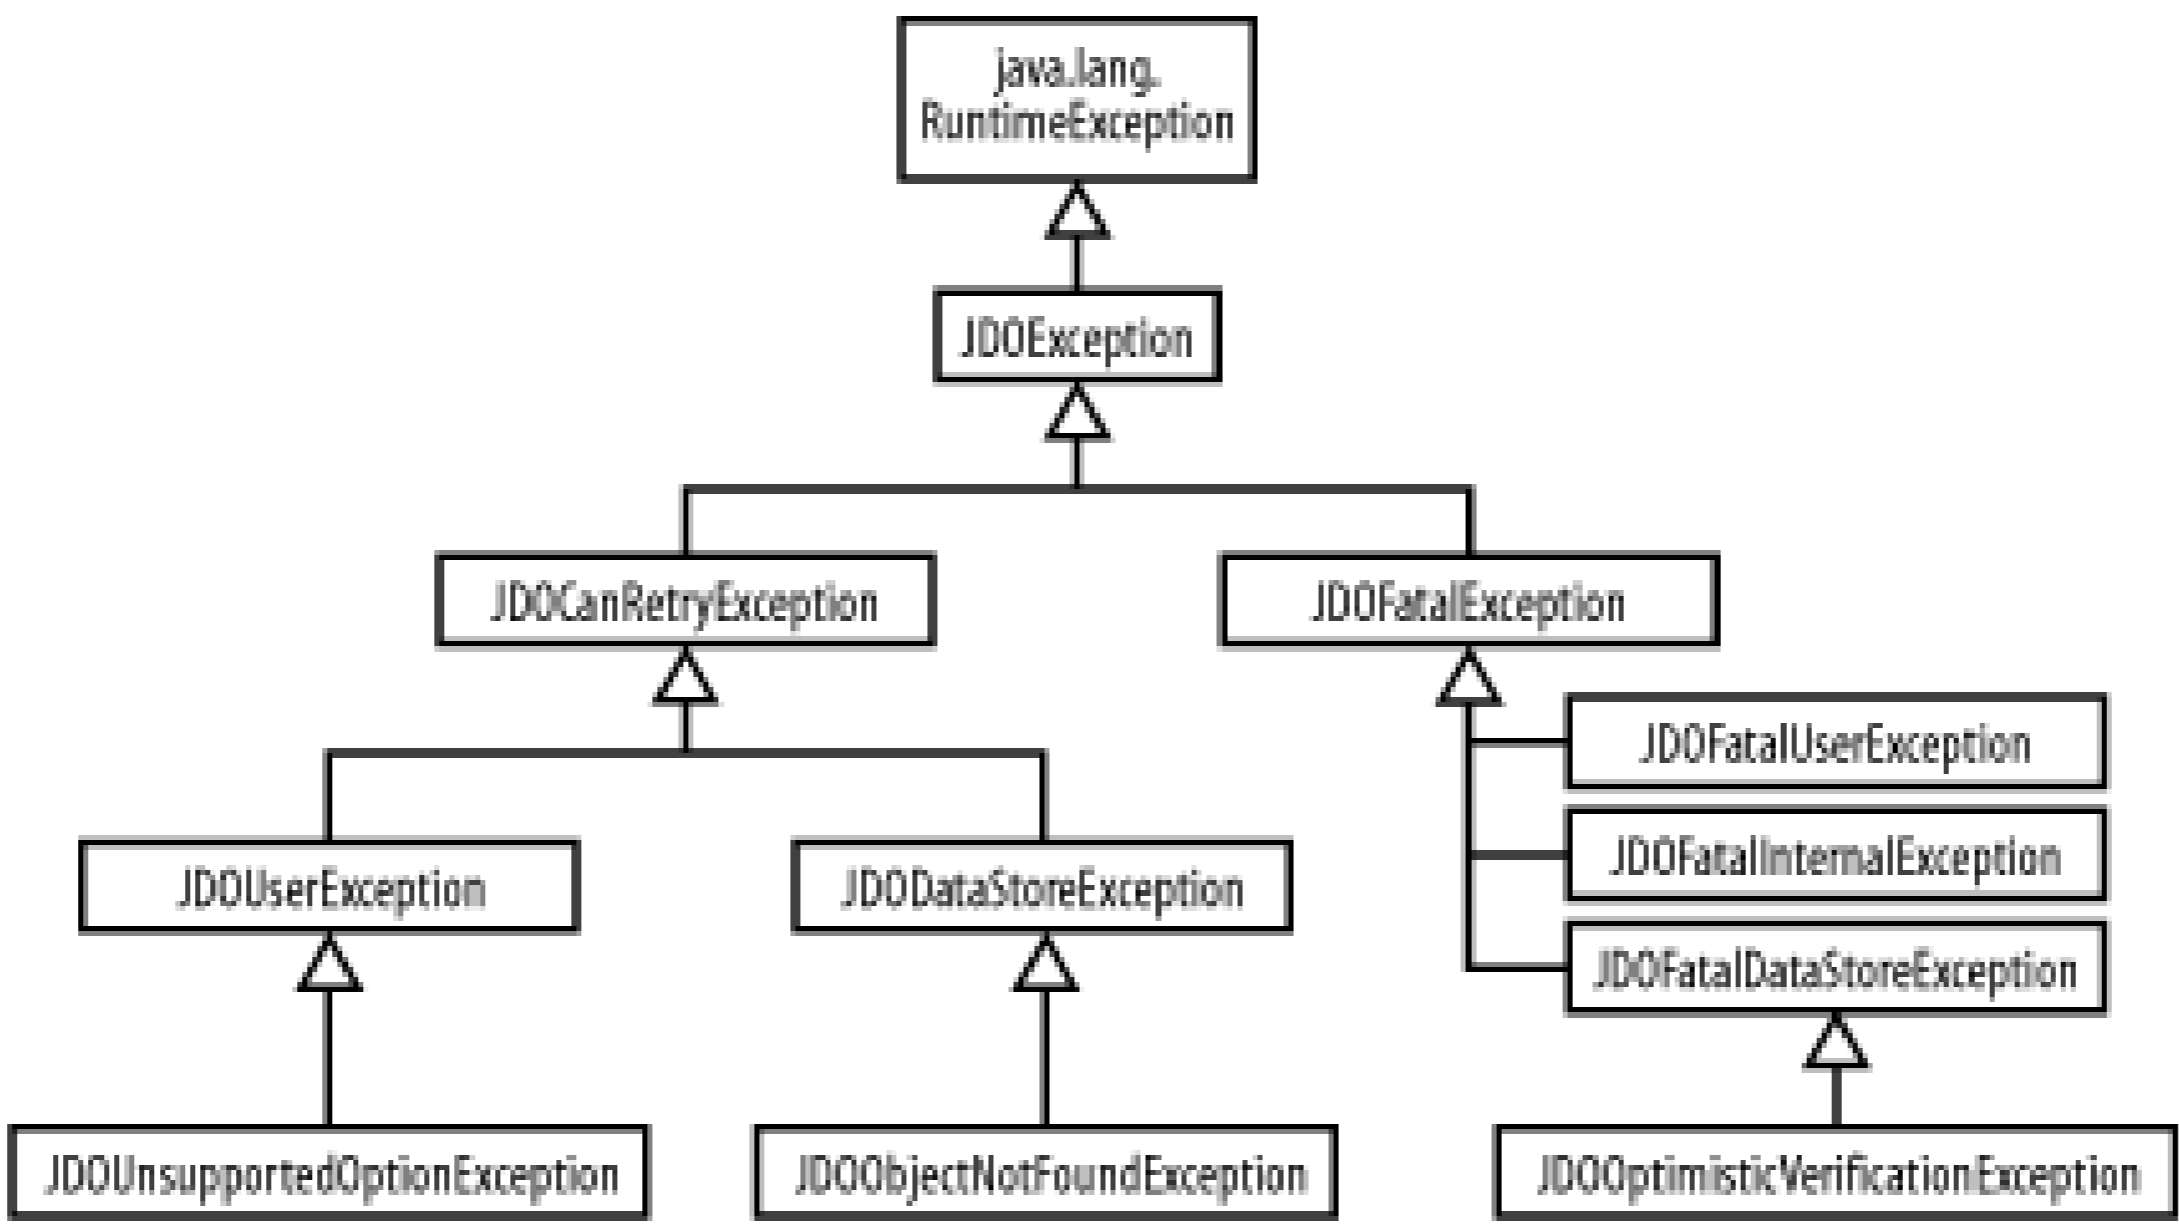 java.lang.
RuntimeException
JDOException
JDOCanRetryException
JDOFatalException
JDOFatalUserException
JDOFatalInternalException
JDOUserException
JDODataStoreException
JDOFatalDataStoreException
JDOUnsupportedOptionException
JDOObjectNotFoundException
JDOOptimisticVerificationException